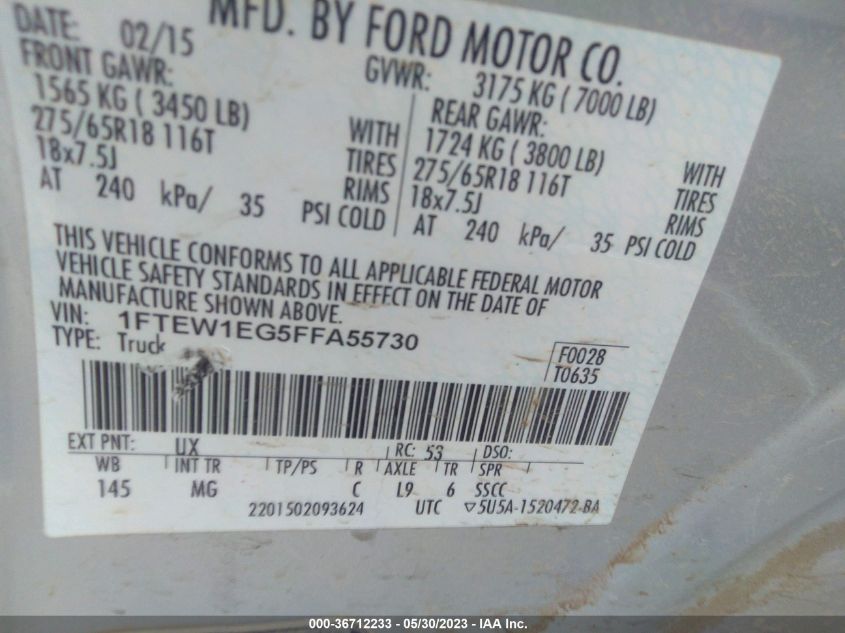 DATE: 02/15 MFD. BY FORD MOTOR CO.
FRONT GAWR: GVWR: 3175 KG ( 7000 LB)
1565 KG ( 3450 LB) REAR GAWR:
275/65R18 116T WITH 1724 KG ( 3800 LB) WITH
18x7.5J TIRES 275/65R18 116T TIRES
RIMS 18x7.5J RIMS
AT 240 kPa/ 35 PSI COLD AT 240 kPa/ 35 PSI COLD
THIS VEHICLE CONFORMS TO ALL APPLICABLE FEDERAL MOTOR
VEHICLE SAFETY STANDARDS IN EFFECT ON THE DATE OF
MANUFACTURE SHOWN ABOVE.
VIN: 1FTEW1EG5FFA55730
TYPE: Truck
F0028
T0635
EXT PNT: UX RC: 53 DSO:
WB INT TR TP/PS R AXLE TR SPR
145 MG C L9 6 SSCC
2201502093624 UTC ▽5U5A-1520472-BA
000-36712233 - 05/30/2023 - IAA Inc.